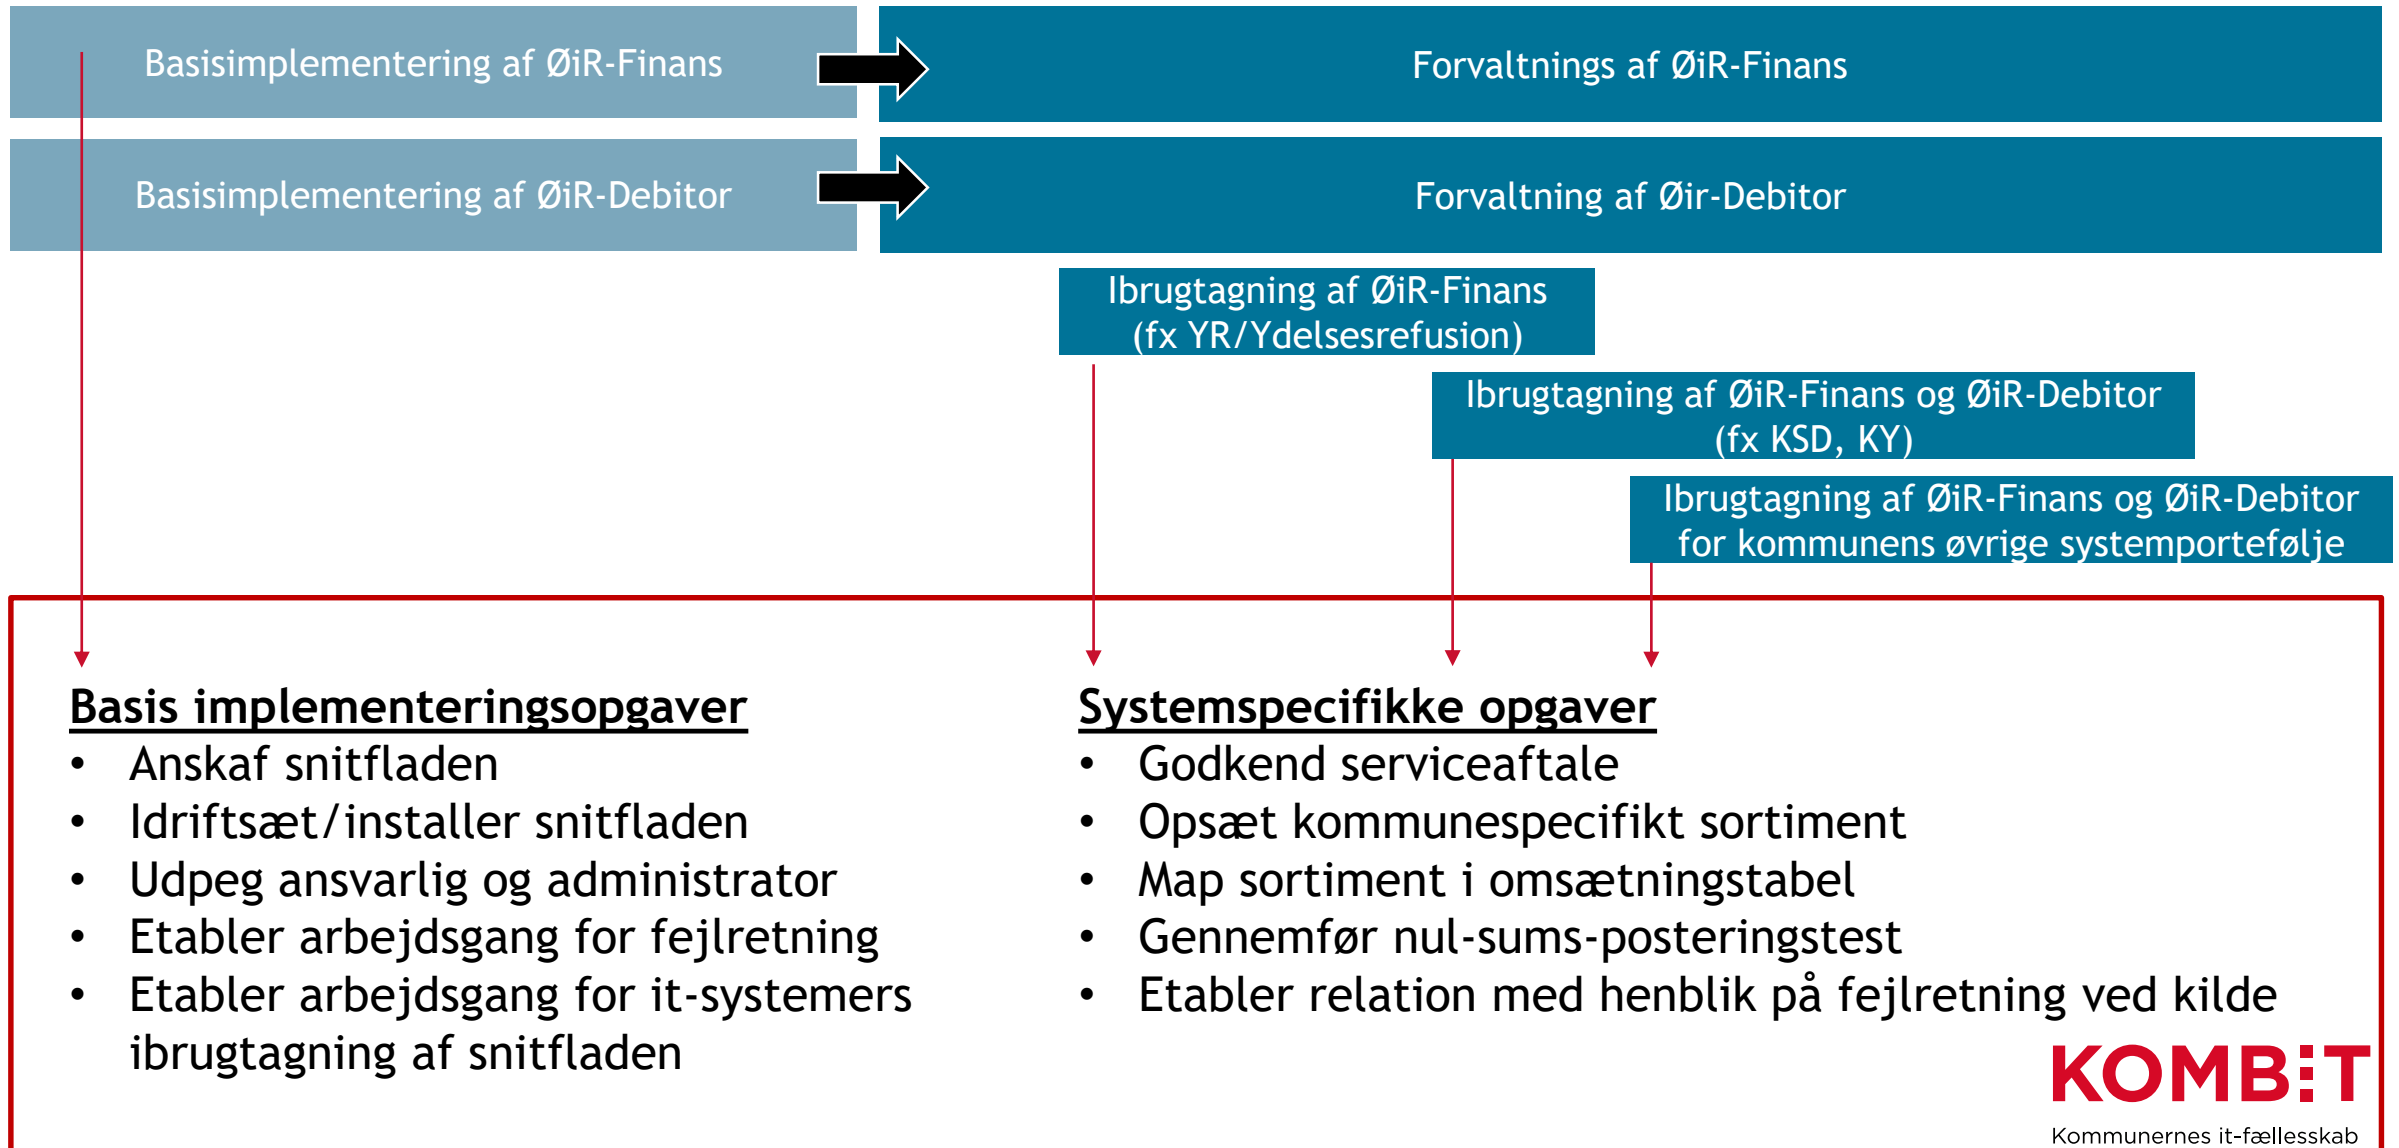 Basisimplementering af ØiR-Finans
Forvaltnings af ØiR-Finans
Basisimplementering af ØiR-Debitor
Forvaltning af Øir-Debitor
Ibrugtagning af ØiR-Finans
(fx YR/Ydelsesrefusion)
Ibrugtagning af ØiR-Finans og ØiR-Debitor
(fx KSD, KY)
Ibrugtagning af ØiR-Finans og ØiR-Debitor
for kommunens øvrige systemportefølje
Basis implementeringsopgaver
• Anskaf snitfladen
• Idriftsæt/installer snitfladen
• Udpeg ansvarlig og administrator
• Etabler arbejdsgang for fejlretning
• Etabler arbejdsgang for it-systemers
ibrugtagning af snitfladen
Systemspecifikke opgaver
• Godkend serviceaftale
• Opsæt kommunespecifikt sortiment
• Map sortiment i omsætningstabel
• Gennemfør nul-sums-posteringstest
• Etabler relation med henblik på fejlretning ved kilde
KOMBIT
Kommunernes it-fællesskab